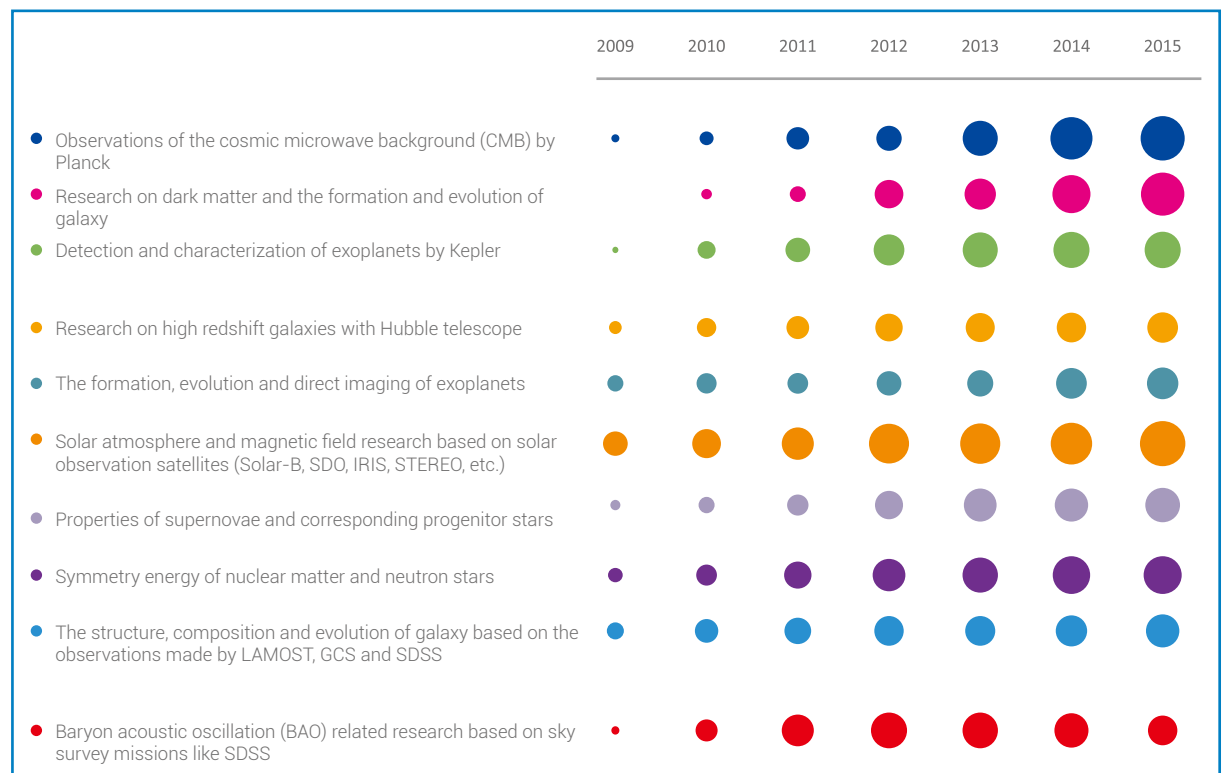 2009 2010 2011 2012 2013 2014 2015
Observations of the cosmic microwave background (CMB) by
Planck
Research on dark matter and the formation and evolution of
galaxy
Detection and characterization of exoplanets by Kepler
Research on high redshift galaxies with Hubble telescope
The formation, evolution and direct imaging of exoplanets
Solar atmosphere and magnetic field research based on solar
observation satellites (Solar-B, SDO, IRIS, STEREO, etc.)
Properties of supernovae and corresponding progenitor stars
Symmetry energy of nuclear matter and neutron stars
The structure, composition and evolution of galaxy based on the
observations made by LAMOST, GCS and SDSS
Baryon acoustic oscillation (BAO) related research based on sky
survey missions like SDSS